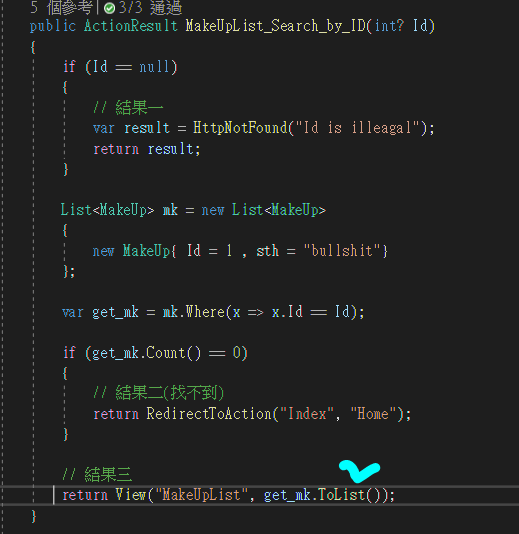 5 個參考 | 3/3 通過
public ActionResult MakeUpList_Search_by_ID(int? Id)
{
if (Id == null)
{
// 結果一
var result = HttpNotFound("Id is illeagal");
return result;
}
List<MakeUp> mk = new List<MakeUp>
{
new MakeUp{ Id = 1 , sth = "bullshit"}
};
var get_mk = mk.Where(x => x.Id == Id);
if (get_mk.Count() == 0)
{
// 結果二(找不到)
return RedirectToAction("Index", "Home");
}
// 結果三
return View("MakeUpList", get_mk.ToList());
}